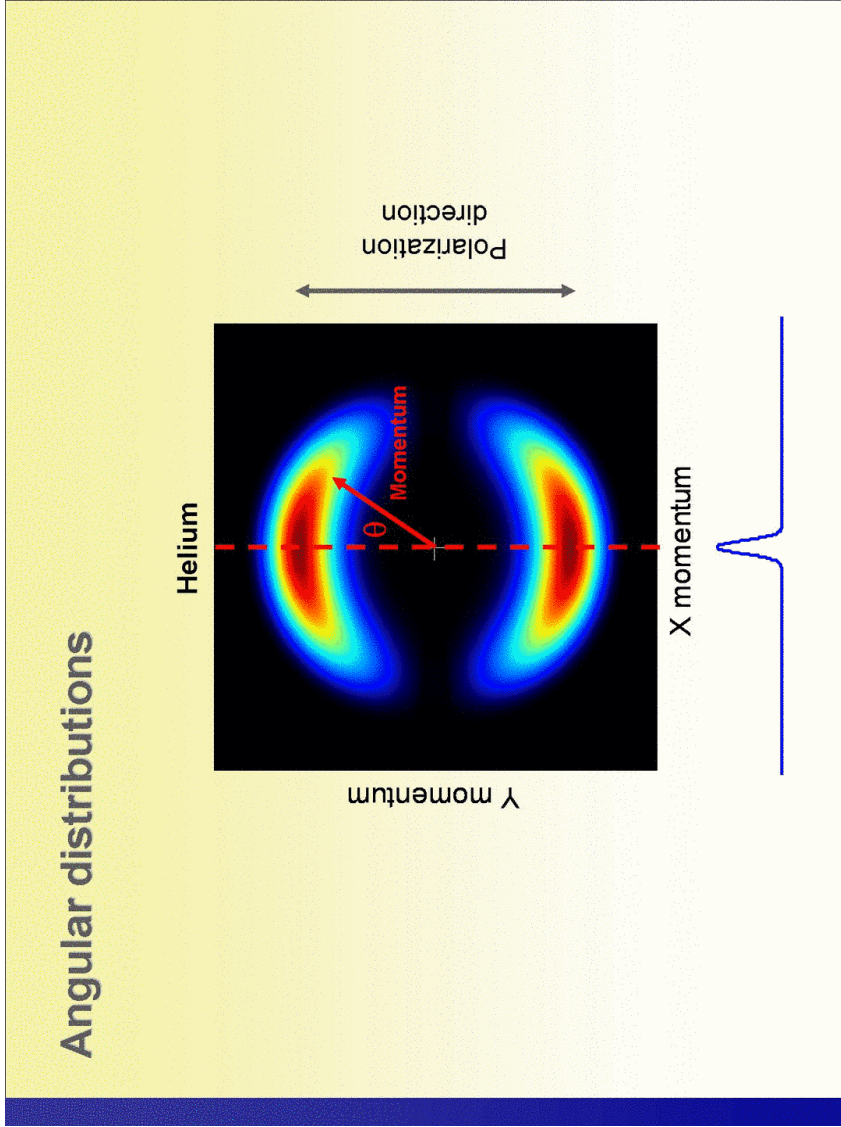 Angular distributions
Helium
Y momentum
θ
Momentum
Polarization
direction
X momentum